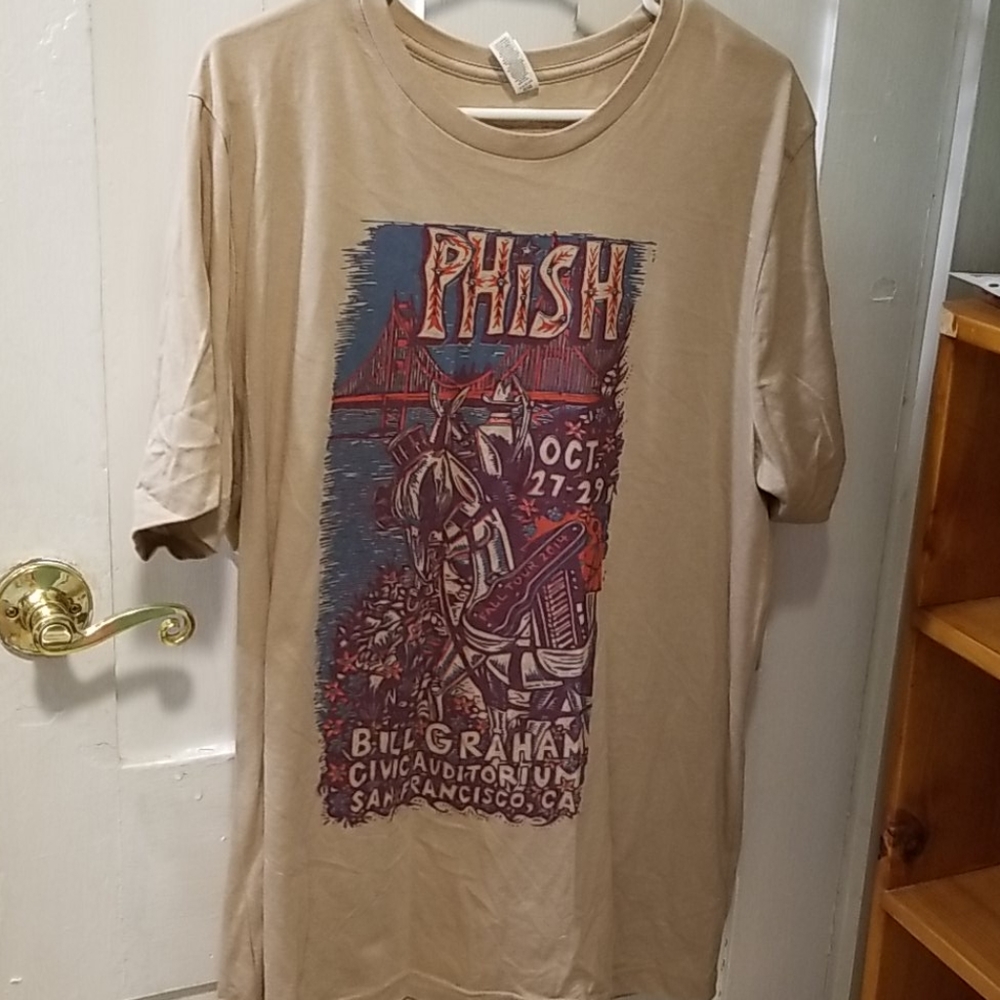 PHiSH
OCT.
27-29
FALL TOUR 2014
BILL GRAHAM
CIVIC AUDITORIUM
SAN FRANCISCO, CA